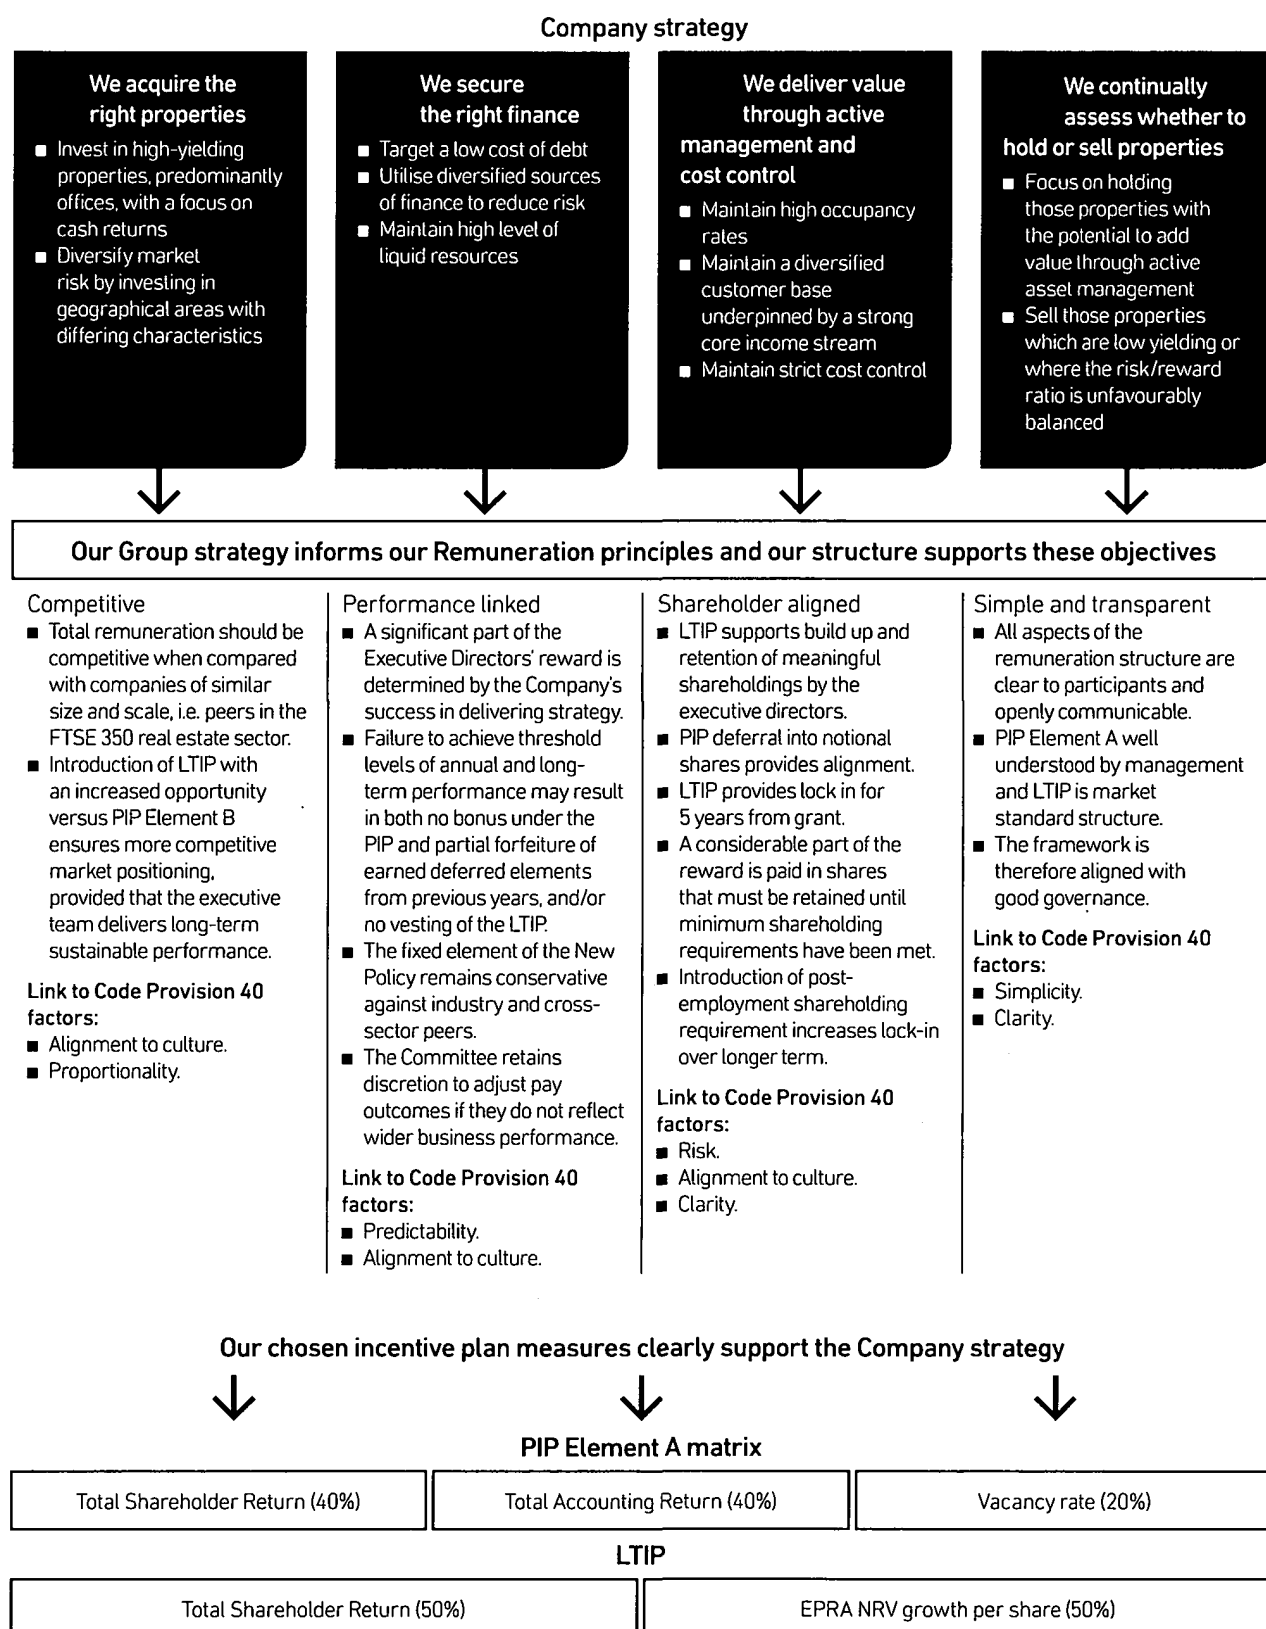 Company strategy
We acquire the
right properties
■ Invest in high-yielding
properties, predominantly
offices, with a focus on
cash returns
■ Diversify market
risk by investing in
geographical areas with
differing characteristics
We secure
the right finance
■ Target a low cost of debt
■ Utilise diversified sources
of finance to reduce risk
■ Maintain high level of
liquid resources
We deliver value
through active
management and
cost control
■ Maintain high occupancy
rates
■ Maintain a diversified
customer base
underpinned by a strong
core income stream
■ Maintain strict cost control
We continually
assess whether to
hold or sell properties
■ Focus on holding
those properties with
the potential to add
value through active
asset management
■ Sell those properties
which are low yielding or
where the risk/reward
ratio is unfavourably
balanced
Our Group strategy informs our Remuneration principles and our structure supports these objectives
Competitive
■ Total remuneration should be
competitive when compared
with companies of similar
size and scale, i.e. peers in the
FTSE 350 real estate sector.
■ Introduction of LTIP with
an increased opportunity
versus PIP Element B
ensures more competitive
market positioning,
provided that the executive
team delivers long-term
sustainable performance.
Link to Code Provision 40
factors:
■ Alignment to culture.
■ Proportionality.
Performance linked
■ A significant part of the
Executive Directors' reward is
determined by the Company's
success in delivering strategy.
■ Failure to achieve threshold
levels of annual and long-
term performance may result
in both no bonus under the
PIP and partial forfeiture of
earned deferred elements
from previous years, and/or
no vesting of the LTIP.
■ The fixed element of the New
Policy remains conservative
against industry and cross-
sector peers.
■ The Committee retains
discretion to adjust pay
outcomes if they do not reflect
wider business performance.
Link to Code Provision 40
factors:
■ Predictability.
■ Alignment to culture.
Shareholder aligned
■ LTIP supports build up and
retention of meaningful
shareholdings by the
executive directors.
■ PIP deferral into notional
shares provides alignment.
■ LTIP provides lock in for
5 years from grant.
■ A considerable part of the
reward is paid in shares
that must be retained until
minimum shareholding
requirements have been met.
■ Introduction of post-
employment shareholding
requirement increases lock-in
over longer term.
Link to Code Provision 40
factors:
■ Risk.
■ Alignment to culture.
■ Clarity.
Simple and transparent
■ All aspects of the
remuneration structure are
clear to participants and
openly communicable.
■ PIP Element A well
understood by management
and LTIP is market
standard structure.
■ The framework is
therefore aligned with
good governance.
Link to Code Provision 40
factors:
■ Simplicity.
■ Clarity.
Our chosen incentive plan measures clearly support the Company strategy
PIP Element A matrix
Total Shareholder Return (40%)
Total Accounting Return (40%)
Vacancy rate (20%)
LTIP
Total Shareholder Return (50%)
EPRA NRV growth per share (50%)